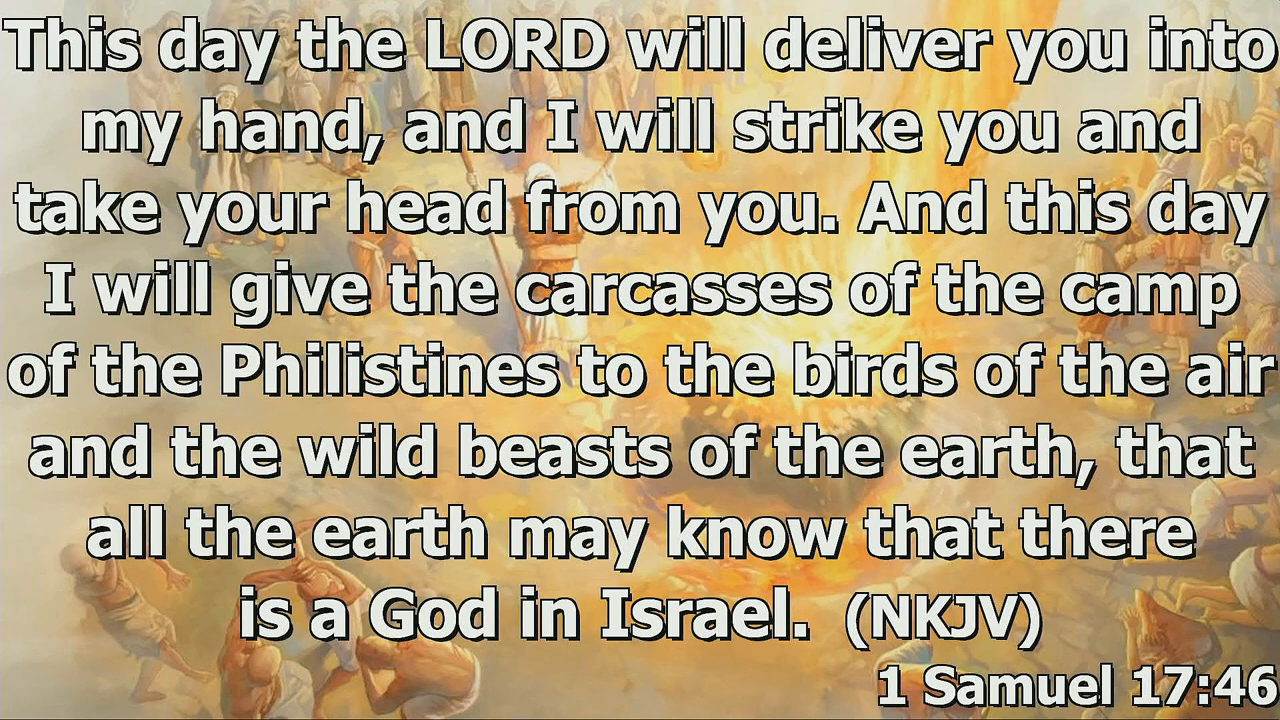 This day the LORD will deliver you into
my hand, and I will strike you and
take your head from you. And this day
I will give the carcasses of the camp
of the Philistines to the birds of the air
and the wild beasts of the earth, that
all the earth may know that there
is a God in Israel. (NKJV)
1 Samuel 17:46